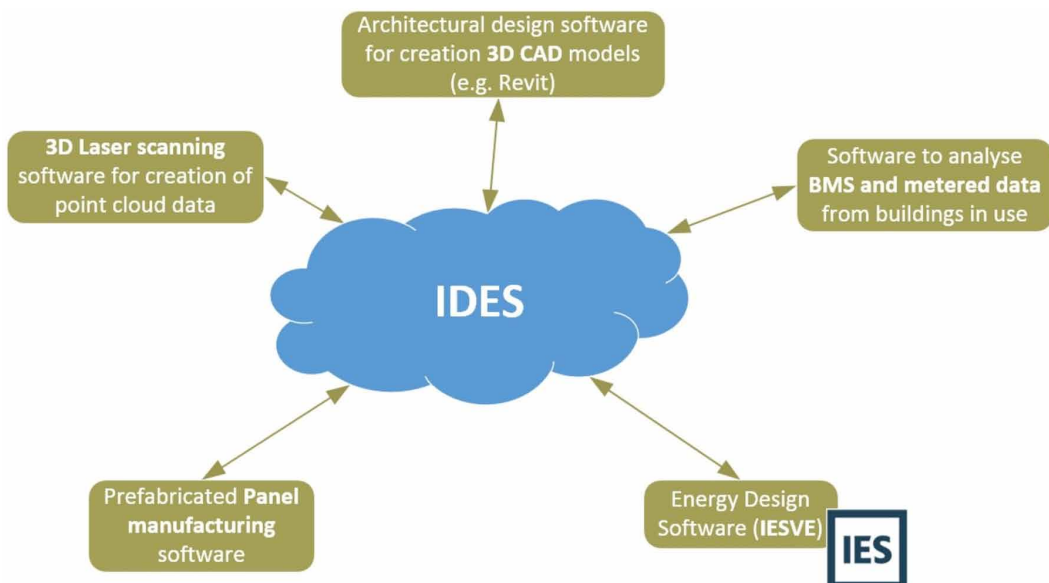 Architectural design software
for creation 3D CAD models
(e.g. Revit)
3D Laser scanning
software for creation of
point cloud data
Software to analyse
BMS and metered data
from buildings in use
IDES
Prefabricated Panel
manufacturing
software
Energy Design
Software (IESVE)
IES